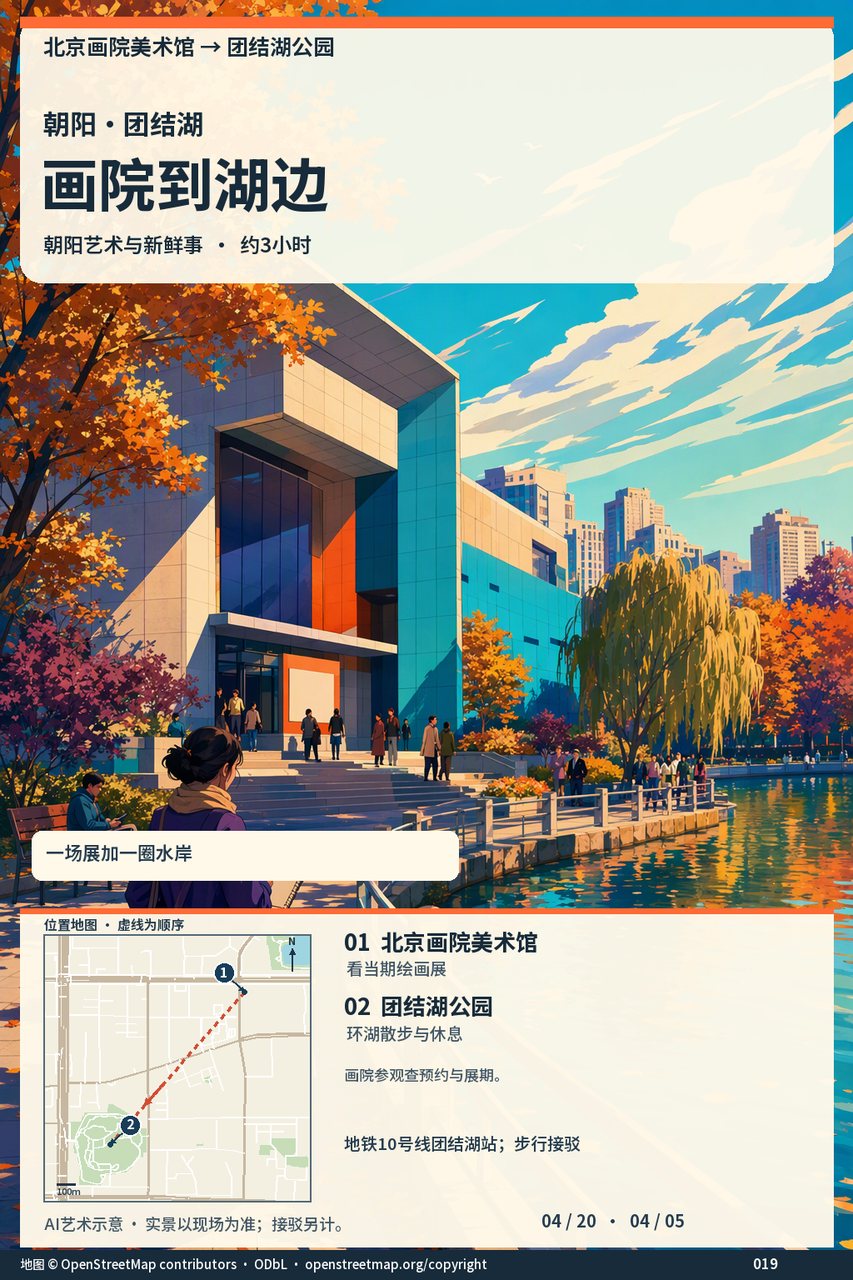 北京画院美术馆 → 团结湖公园
朝阳・团结湖
画院到湖边
朝阳艺术与新鲜事 ・ 约3小时
一场展加一圈水岸
位置地图 · 虚线为顺序
N
1
2
100m
01 北京画院美术馆
看当期绘画展
02 团结湖公园
环湖散步与休息
画院参观查预约与展期。
地铁10号线团结湖站；步行接驳
AI艺术示意 · 实景以现场为准；接驳另计。
04 / 20 · 04 / 05
地图 © OpenStreetMap contributors · ODbL · openstreetmap.org/copyright
019